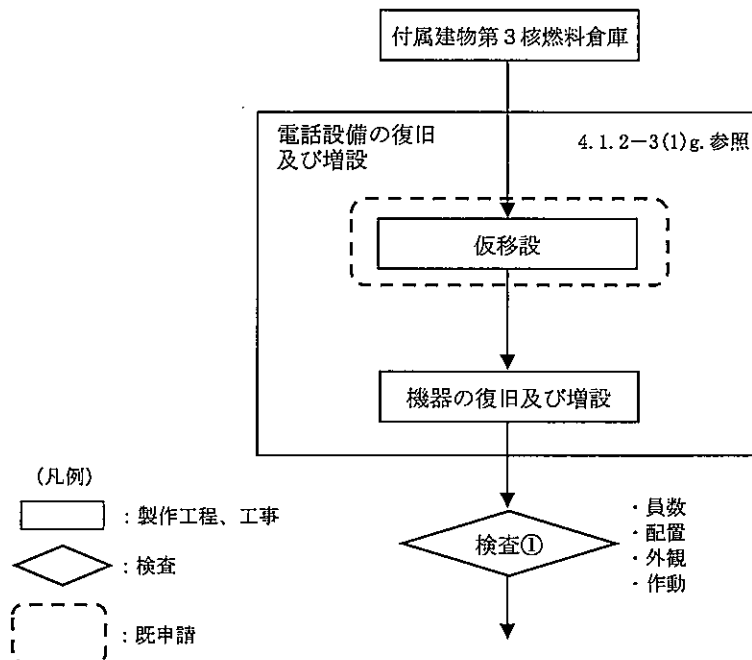 付属建物第３核燃料倉庫
電話設備の復旧
及び増設
4.1.2－3(1)g.参照
仮移設
機器の復旧及び増設
検査①
・員数
・配置
・外観
・作動
(凡例)
：製作工程、工事
：検査
：既申請